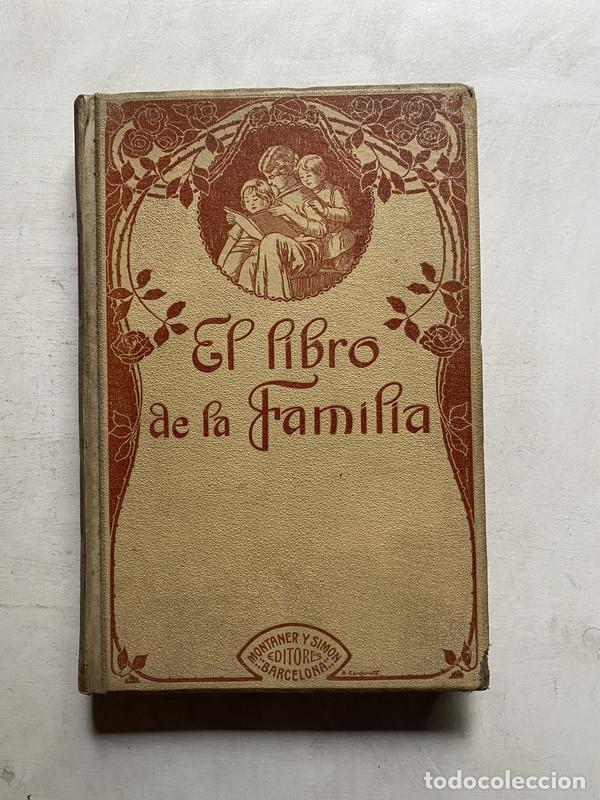 El libro
de la Familia
MONTANER Y SIMON
EDITORES
BARCELONA
todocoleccion